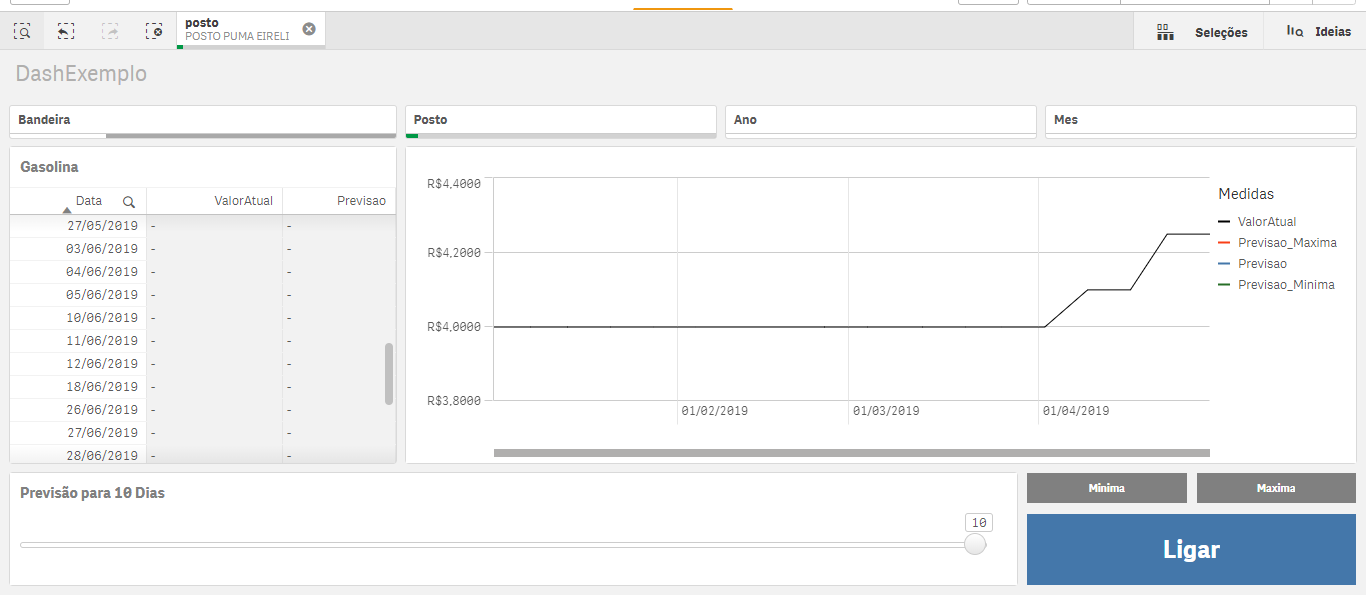 posto
POSTO PUMA EIRELI
Seleções
Ideias
DashExemplo
Bandeira
Posto
Ano
Mes
Gasolina
Data ValorAtual Previsao
27/05/2019 - -
03/06/2019 - -
04/06/2019 - -
05/06/2019 - -
10/06/2019 - -
11/06/2019 - -
12/06/2019 - -
18/06/2019 - -
26/06/2019 - -
27/06/2019 - -
28/06/2019 - -
R$4,4000
R$4,2000
R$4,0000
R$3,8000
01/02/2019 01/03/2019 01/04/2019
Medidas
ValorAtual
Previsao_Maxima
Previsao
Previsao_Minima
Previsão para 10 Dias
10
Minima
Maxima
Ligar